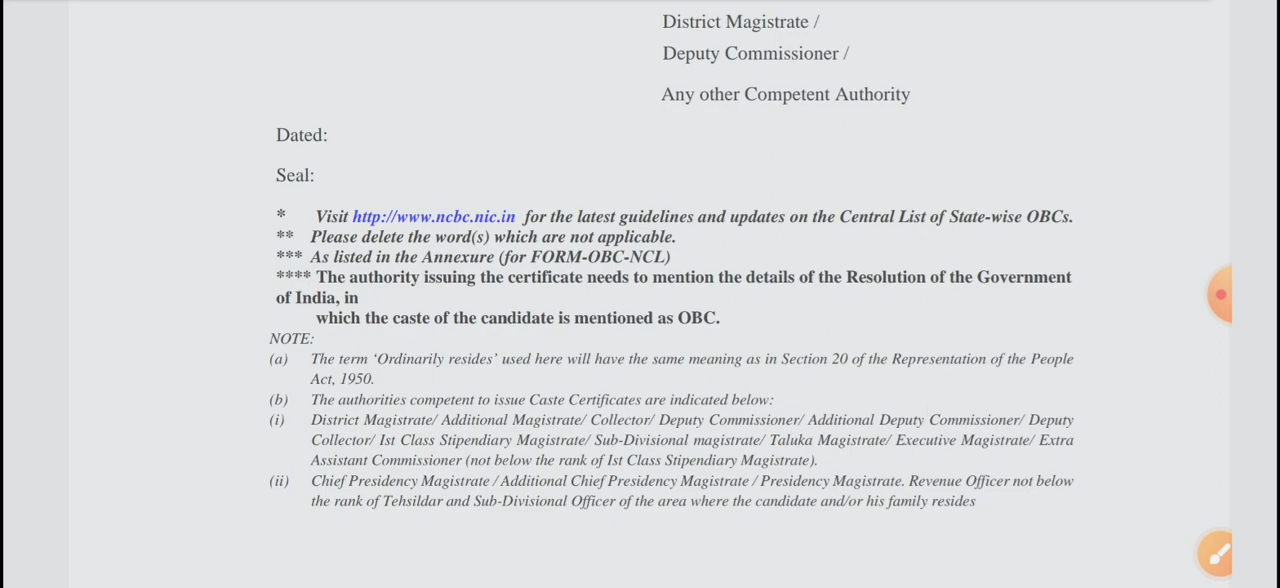 District Magistrate /
Deputy Commissioner /
Any other Competent Authority
Dated:
Seal:
* Visit http://www.ncbc.nic.in for the latest guidelines and updates on the Central List of State-wise OBCs.
** Please delete the word(s) which are not applicable.
*** As listed in the Annexure (for FORM-OBC-NCL)
**** The authority issuing the certificate needs to mention the details of the Resolution of the Government
of India, in
which the caste of the candidate is mentioned as OBC.
NOTE:
(a) The term ‘Ordinarily resides’ used here will have the same meaning as in Section 20 of the Representation of the People
Act, 1950.
(b) The authorities competent to issue Caste Certificates are indicated below:
(i) District Magistrate/ Additional Magistrate/ Collector/ Deputy Commissioner/ Additional Deputy Commissioner/ Deputy
Collector/ Ist Class Stipendiary Magistrate/ Sub-Divisional magistrate/ Taluka Magistrate/ Executive Magistrate/ Extra
Assistant Commissioner (not below the rank of Ist Class Stipendiary Magistrate).
(ii) Chief Presidency Magistrate / Additional Chief Presidency Magistrate / Presidency Magistrate. Revenue Officer not below
the rank of Tehsildar and Sub-Divisional Officer of the area where the candidate and/or his family resides